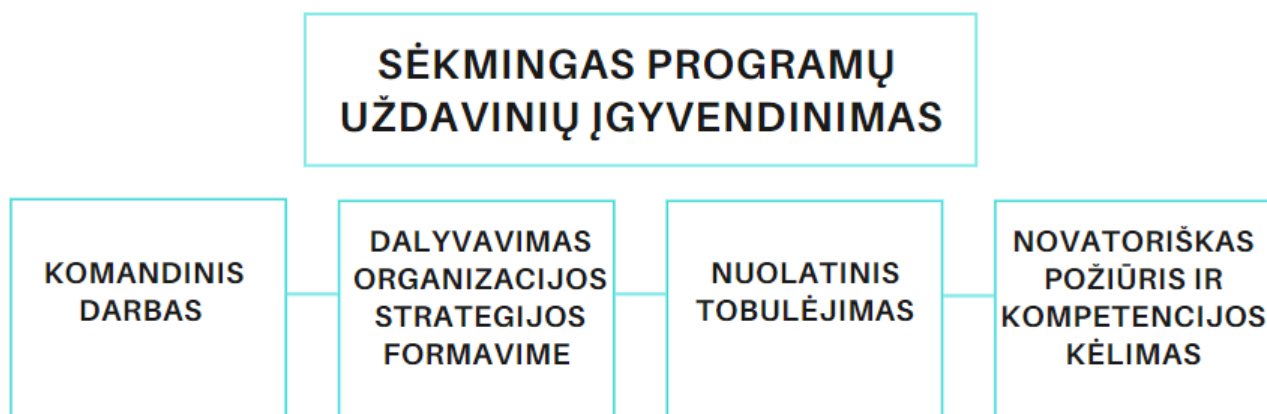 SĖKMINGAS PROGRAMŲ
UŽDAVINIŲ ĮGYVENDINIMAS
KOMANDINIS
DARBAS
DALYVAVIMAS
ORGANIZACIJOS
STRATEGIJOS
FORMAVIME
NUOLATINIS
TOBULĖJIMAS
NOVATORIŠKAS
POŽIŪRIS IR
KOMPETENCIJOS
KĖLIMAS